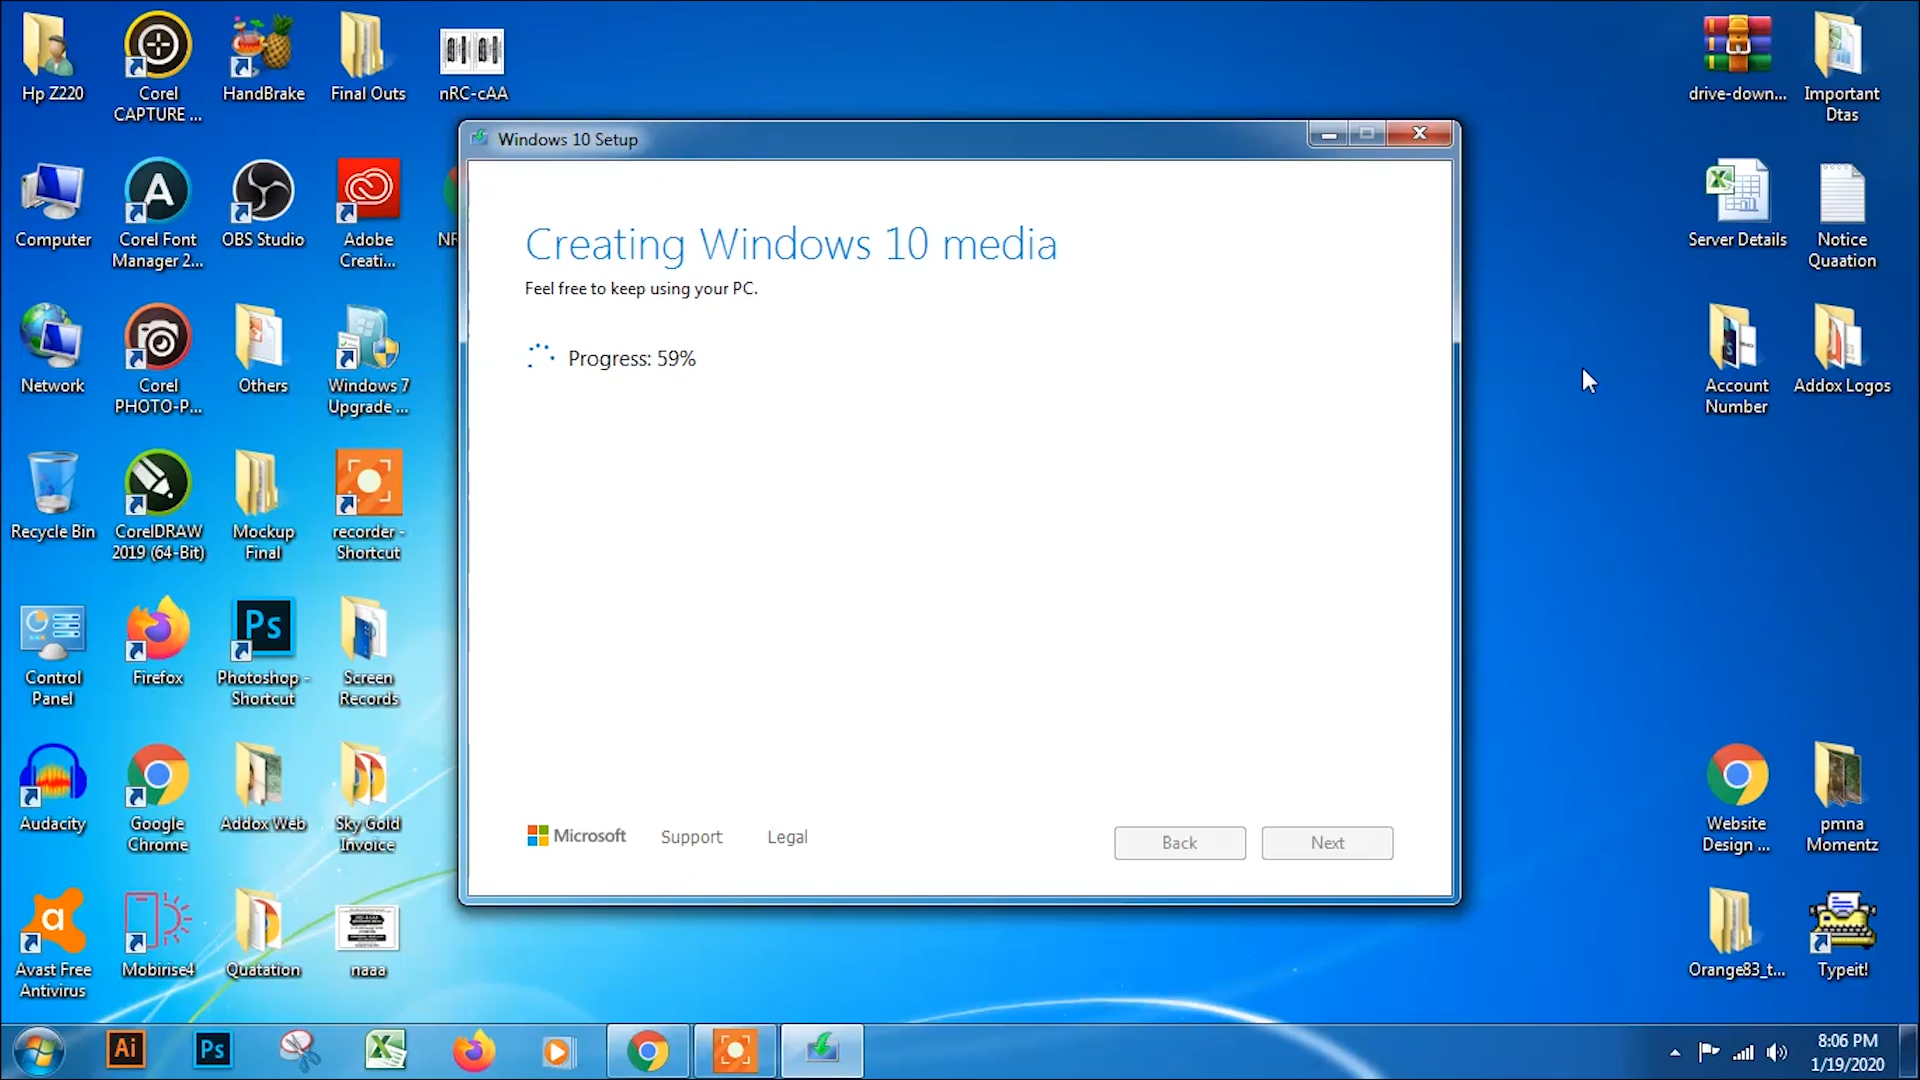 Hp Z220
Corel
CAPTURE ...
HandBrake
Final Outs
nRC-cAA
drive-down...
Important
Dtas
Computer
Corel Font
Manager 2...
OBS Studio
Adobe
Creati...
NR
Server Details
Notice
Quaation
Network
Corel
PHOTO-P...
Others
Windows 7
Upgrade ...
Account
Number
Addox Logos
Recycle Bin
CorelDRAW
2019 (64-Bit)
Mockup
Final
recorder -
Shortcut
Control
Panel
Firefox
Ps
Photoshop -
Shortcut
Screen
Records
Audacity
Google
Chrome
Addox Web
Sky Gold
Invoice
Website
Design ...
pmna
Momentz
Avast Free
Antivirus
Mobirise4
Quatation
naaa
Orange83_t...
Typeit!
Windows 10 Setup
Creating Windows 10 media
Feel free to keep using your PC.
Progress: 59%
Microsoft
Support
Legal
Back
Next
Ai
Ps
8:06 PM
1/19/2020